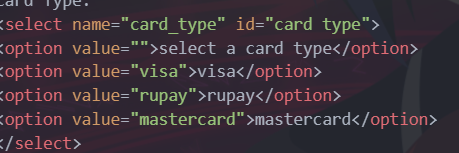 card Type:
<select name="card_type" id="card type">
<option value="">select a card type</option>
<option value="visa">visa</option>
<option value="rupay">rupay</option>
<option value="mastercard">mastercard</option>
</select>